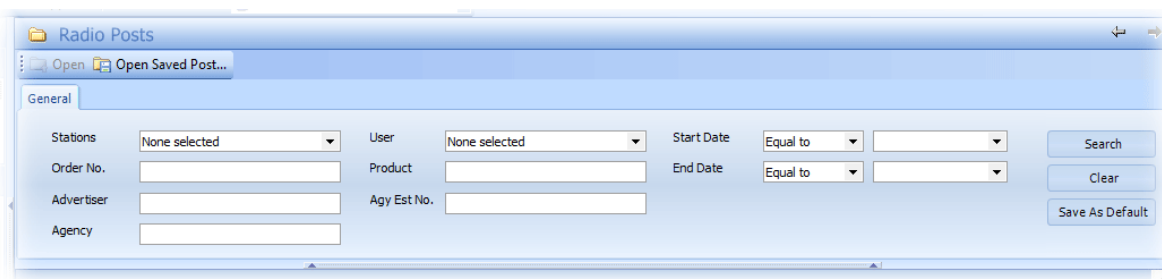 Radio Posts
Open Open Saved Post...
General
Stations None selected User None selected Start Date Equal to Search
Order No. Product End Date Equal to Clear
Advertiser Agy Est No. Save As Default
Agency